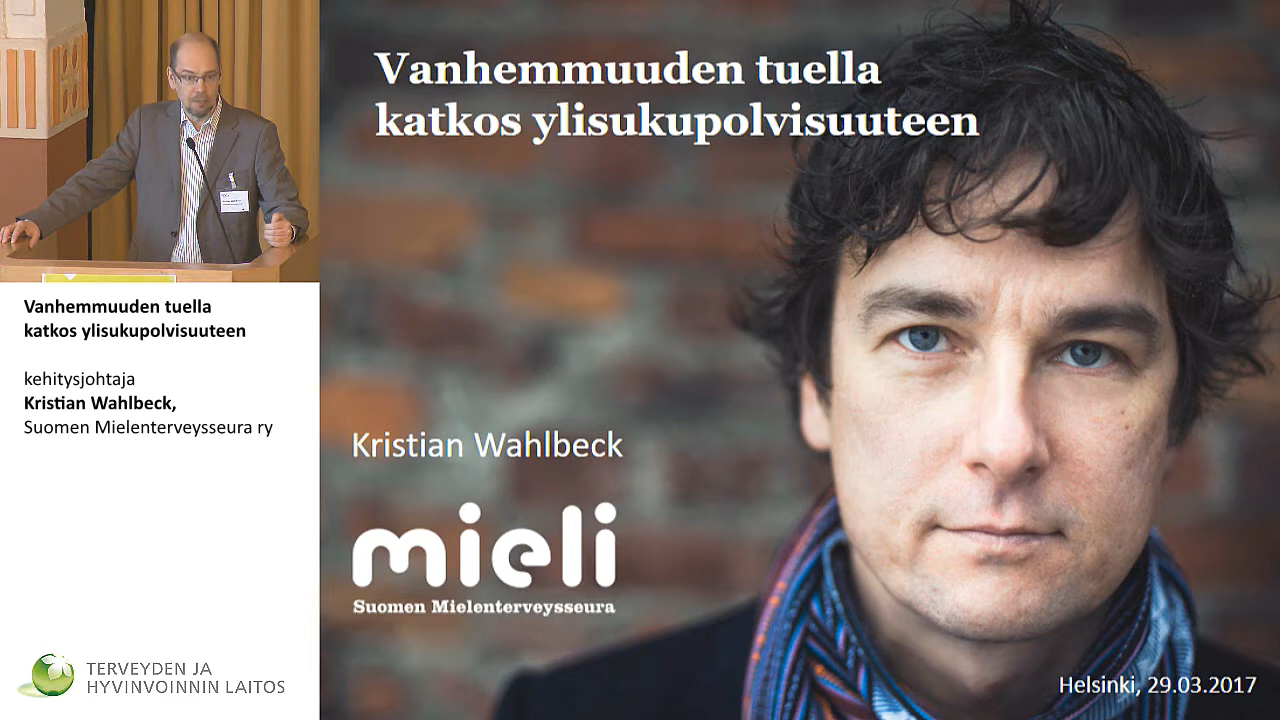 Vanhemmuuden tuella
katkos ylisukupolvisuuteen
kehitysjohtaja
Kristian Wahlbeck,
Suomen Mielenterveysseura ry
TERVEYDEN JA
HYVINVOINNIN LAITOS
Vanhemmuuden tuella
katkos ylisukupolvisuuteen
Kristian Wahlbeck
mieli
Suomen Mielenterveysseura
Helsinki, 29.03.2017